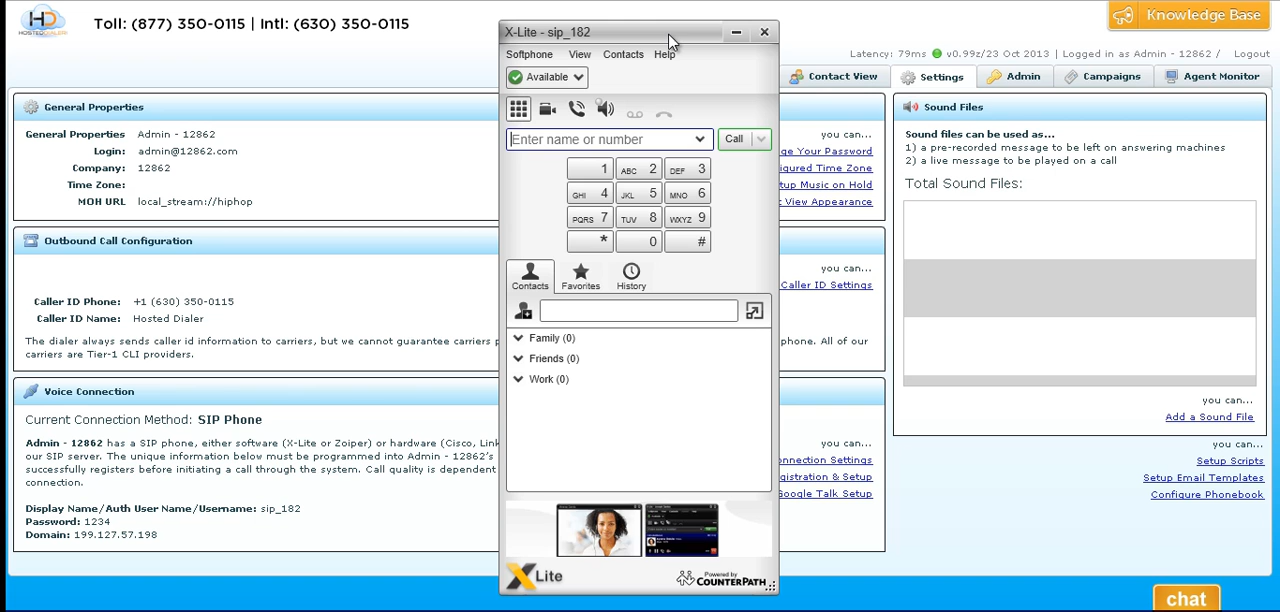 HD
HOSTEDDIALER
Toll: (877) 350-0115 | Intl: (630) 350-0115
Knowledge Base
Latency: 79ms v0.99z/23 Oct 2013 | Logged in as Admin - 12862 / Logout
Contact View
Settings
Admin
Campaigns
Agent Monitor
General Properties
General Properties Admin - 12862
Login: admin@12862.com
Company: 12862
Time Zone:
MOH URL local_stream://hiphop
you can...
ge Your Password
igured Time Zone
tup Music on Hold
t View Appearance
Outbound Call Configuration
you can...
Caller ID Settings
Caller ID Phone: +1 (630) 350-0115
Caller ID Name: Hosted Dialer
The dialer always sends caller id information to carriers, but we cannot guarantee carriers p
phone. All of our
carriers are Tier-1 CLI providers.
Voice Connection
Current Connection Method: SIP Phone
Admin - 12862 has a SIP phone, either software (X-Lite or Zoiper) or hardware (Cisco, Link
our SIP server. The unique information below must be programmed into Admin - 12862's
successfully registers before initiating a call through the system. Call quality is dependent
connection.
Display Name/Auth User Name/Username: sip_182
Password: 1234
Domain: 199.127.57.198
you can...
nnection Settings
gistration & Setup
Google Talk Setup
X-Lite - sip_182
Softphone View Contacts Help
Available
Enter name or number
Call
1 ABC 2 DEF 3
GHI 4 JKL 5 MNO 6
PQRS 7 TUV 8 WXYZ 9
* 0 #
Contacts Favorites History
Family (0)
Friends (0)
Work (0)
X Lite
Powered by
COUNTERPATH
Sound Files
Sound files can be used as...
1) a pre-recorded message to be left on answering machines
2) a live message to be played on a call
Total Sound Files:
you can...
Add a Sound File
you can...
Setup Scripts
Setup Email Templates
Configure Phonebook
chat